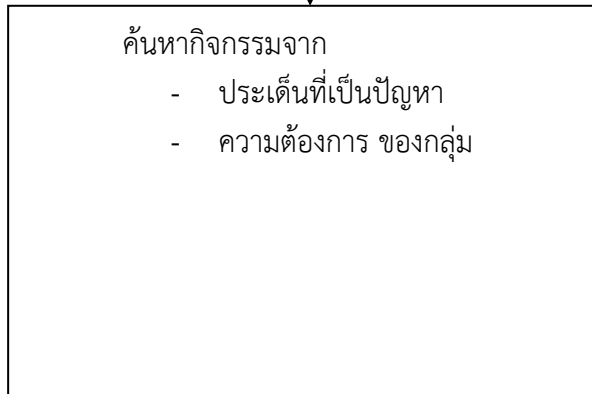 ค้นหากิจกรรมจาก
- ประเด็นที่เป็นปัญหา
- ความต้องการ ของกลุ่ม